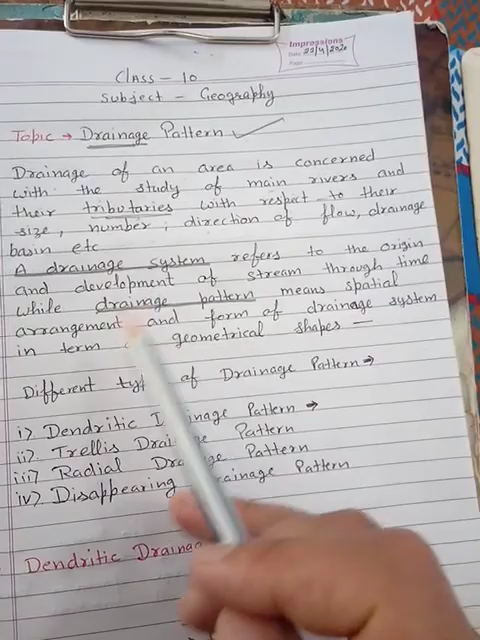 Impressions
Date 21/4/2020
Page
Class - 10
Subject - Geography
Topic → Drainage Pattern
Drainage of an area is concerned
with the study of main rivers and
their tributaries with respect to their
size, number, direction of flow, drainage
basin etc
A drainage system refers to the origin
and development of stream through time
while drainage pattern means spatial
arrangement and form of drainage system
in term geometrical shapes —
Different of Drainage Pattern →
i) Dendritic Pattern →
ii) Trellis Pattern
iii) Radial Pattern
iv) Disappearing Pattern
Dendritic